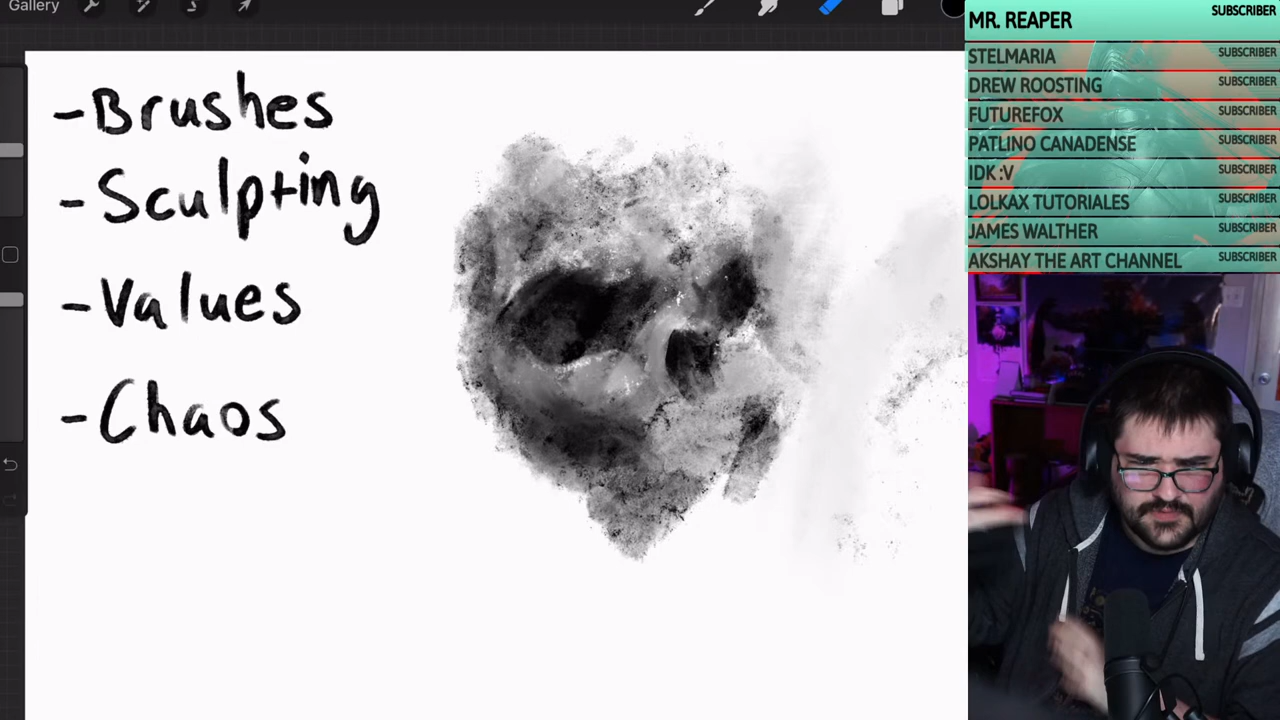 Gallery
-Brushes
-Sculpting
-Values
-Chaos
MR. REAPER SUBSCRIBER
STELMARIA SUBSCRIBER
DREW ROOSTING SUBSCRIBER
FUTUREFOX SUBSCRIBER
PATLINO CANADENSE SUBSCRIBER
IDK :V SUBSCRIBER
LOLKAX TUTORIALES SUBSCRIBER
JAMES WALTHER SUBSCRIBER
AKSHAY THE ART CHANNEL SUBSCRIBER